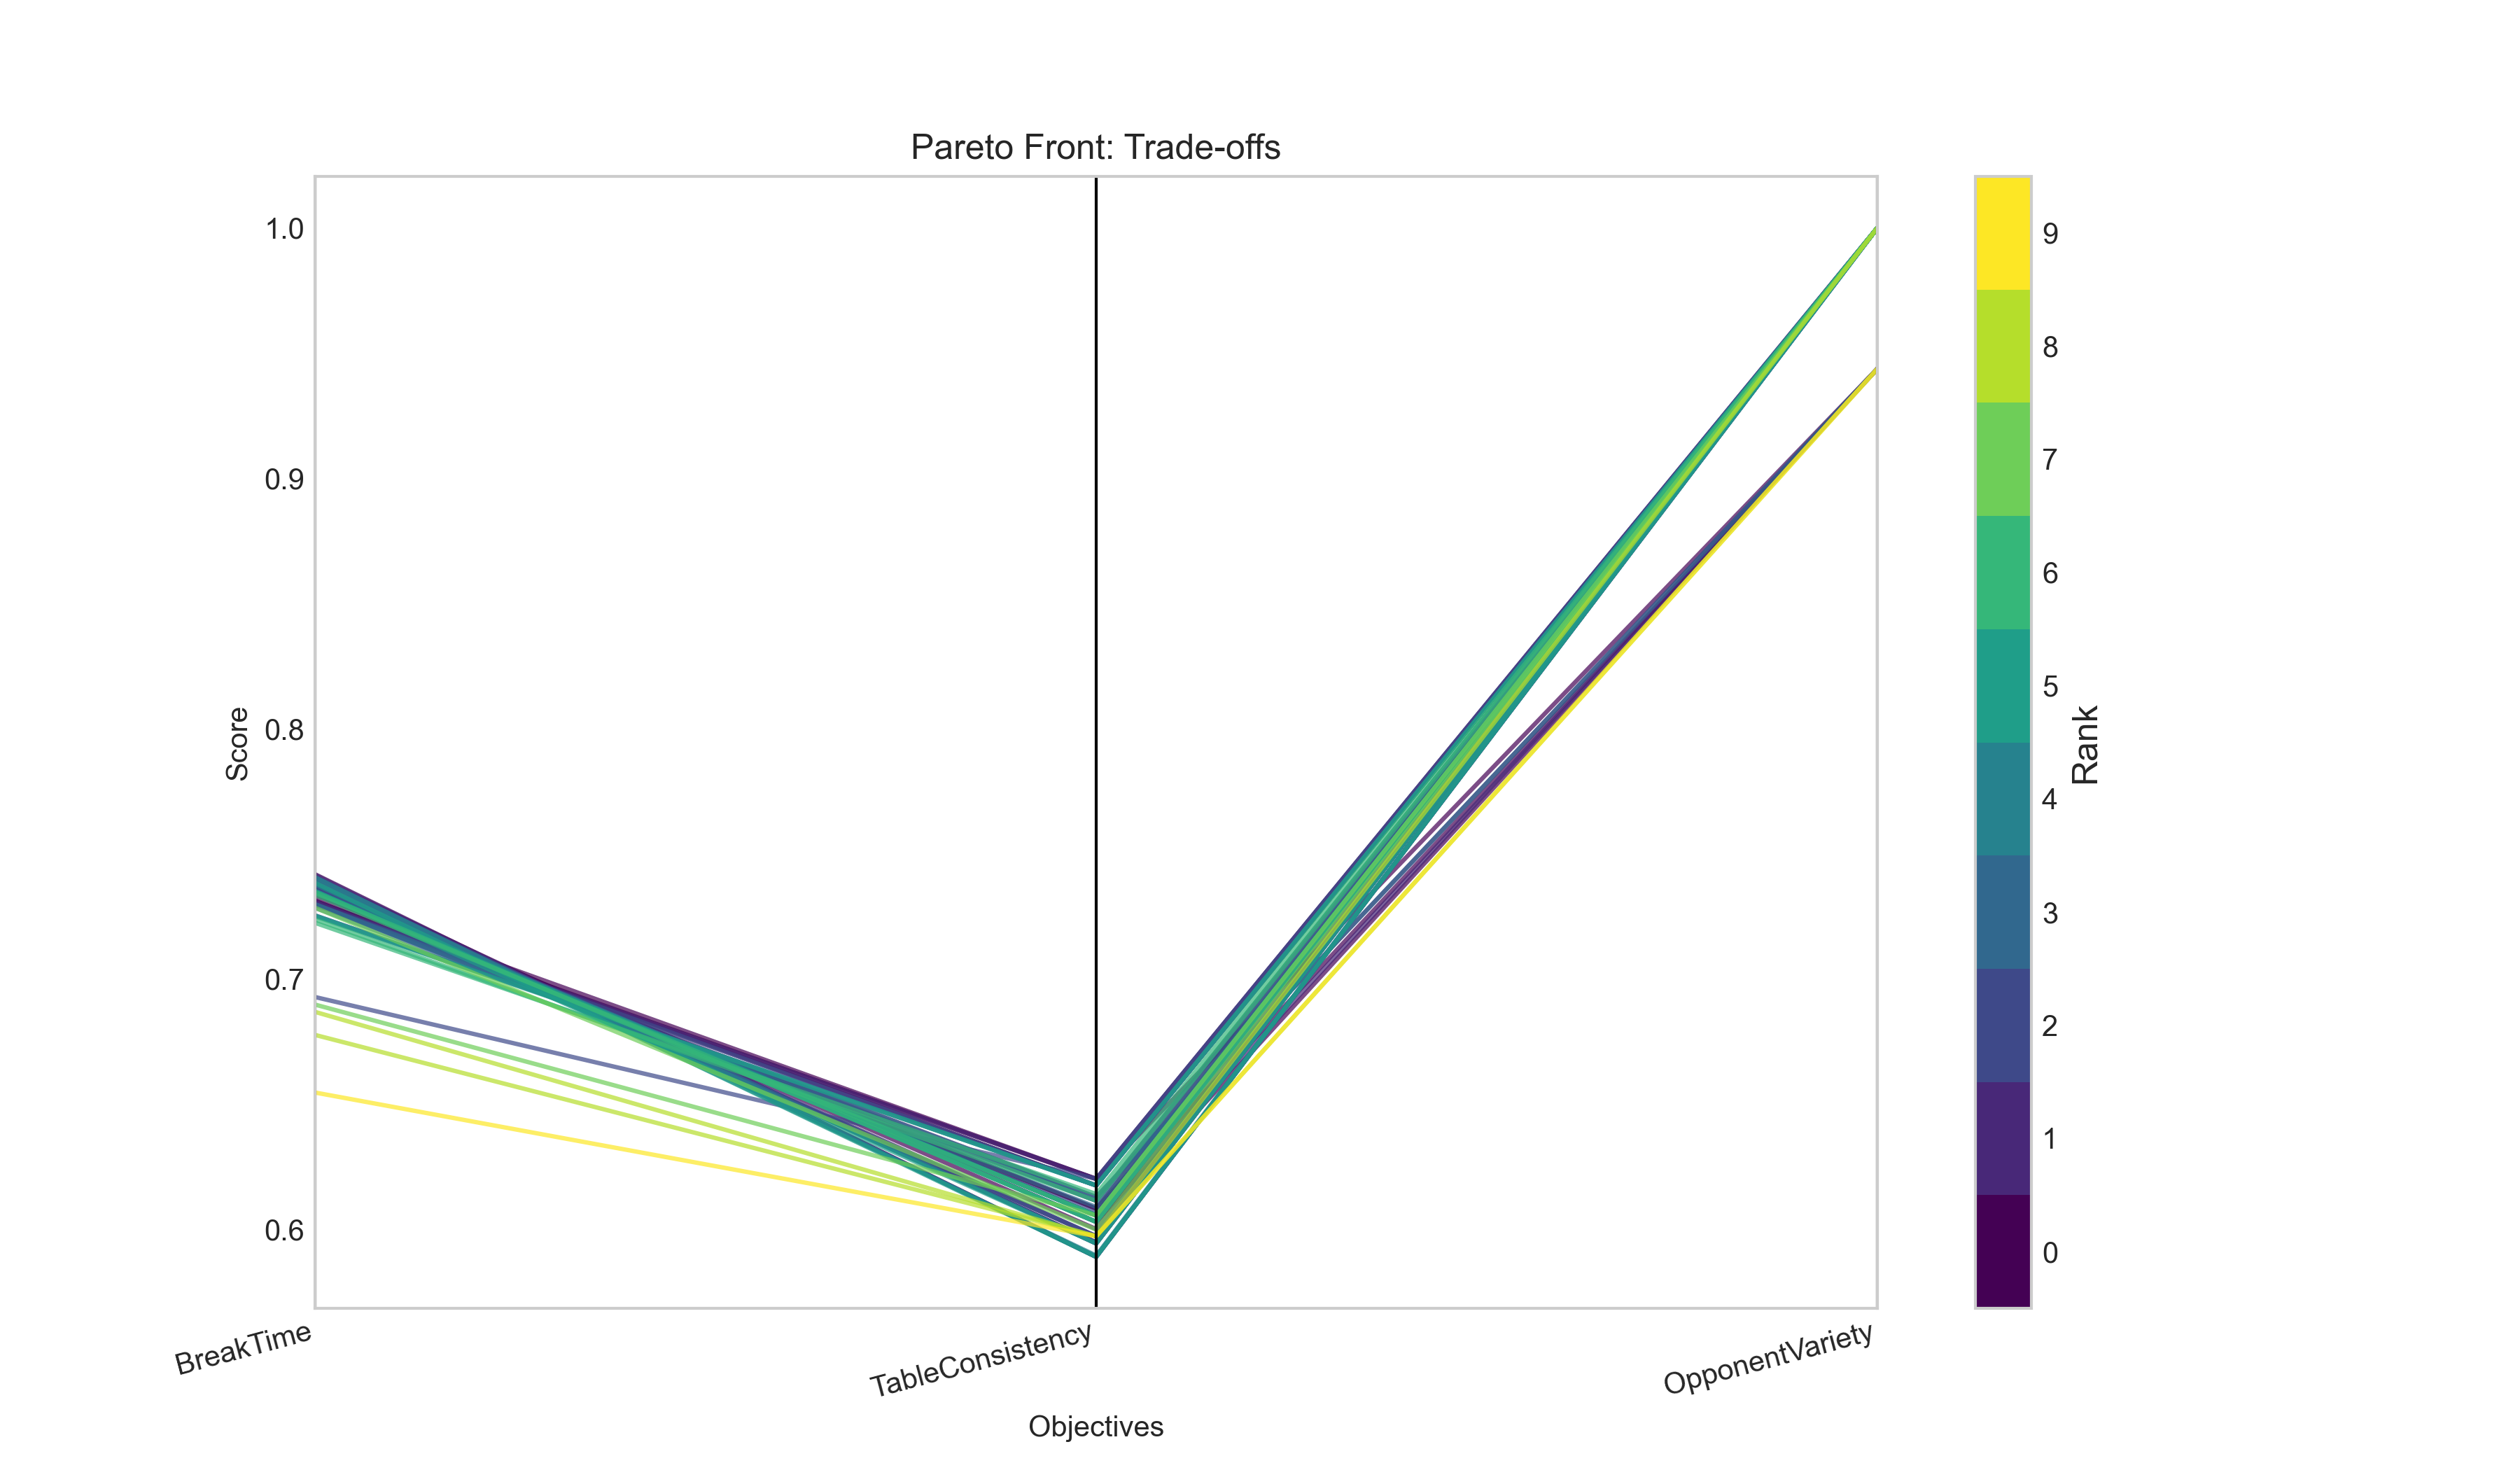 Pareto Front: Trade-offs
1.0
0.9
0.8
0.7
0.6
Score
BreakTime
TableConsistency
OpponentVariety
Objectives
9
8
7
6
5
4
3
2
1
0
Rank